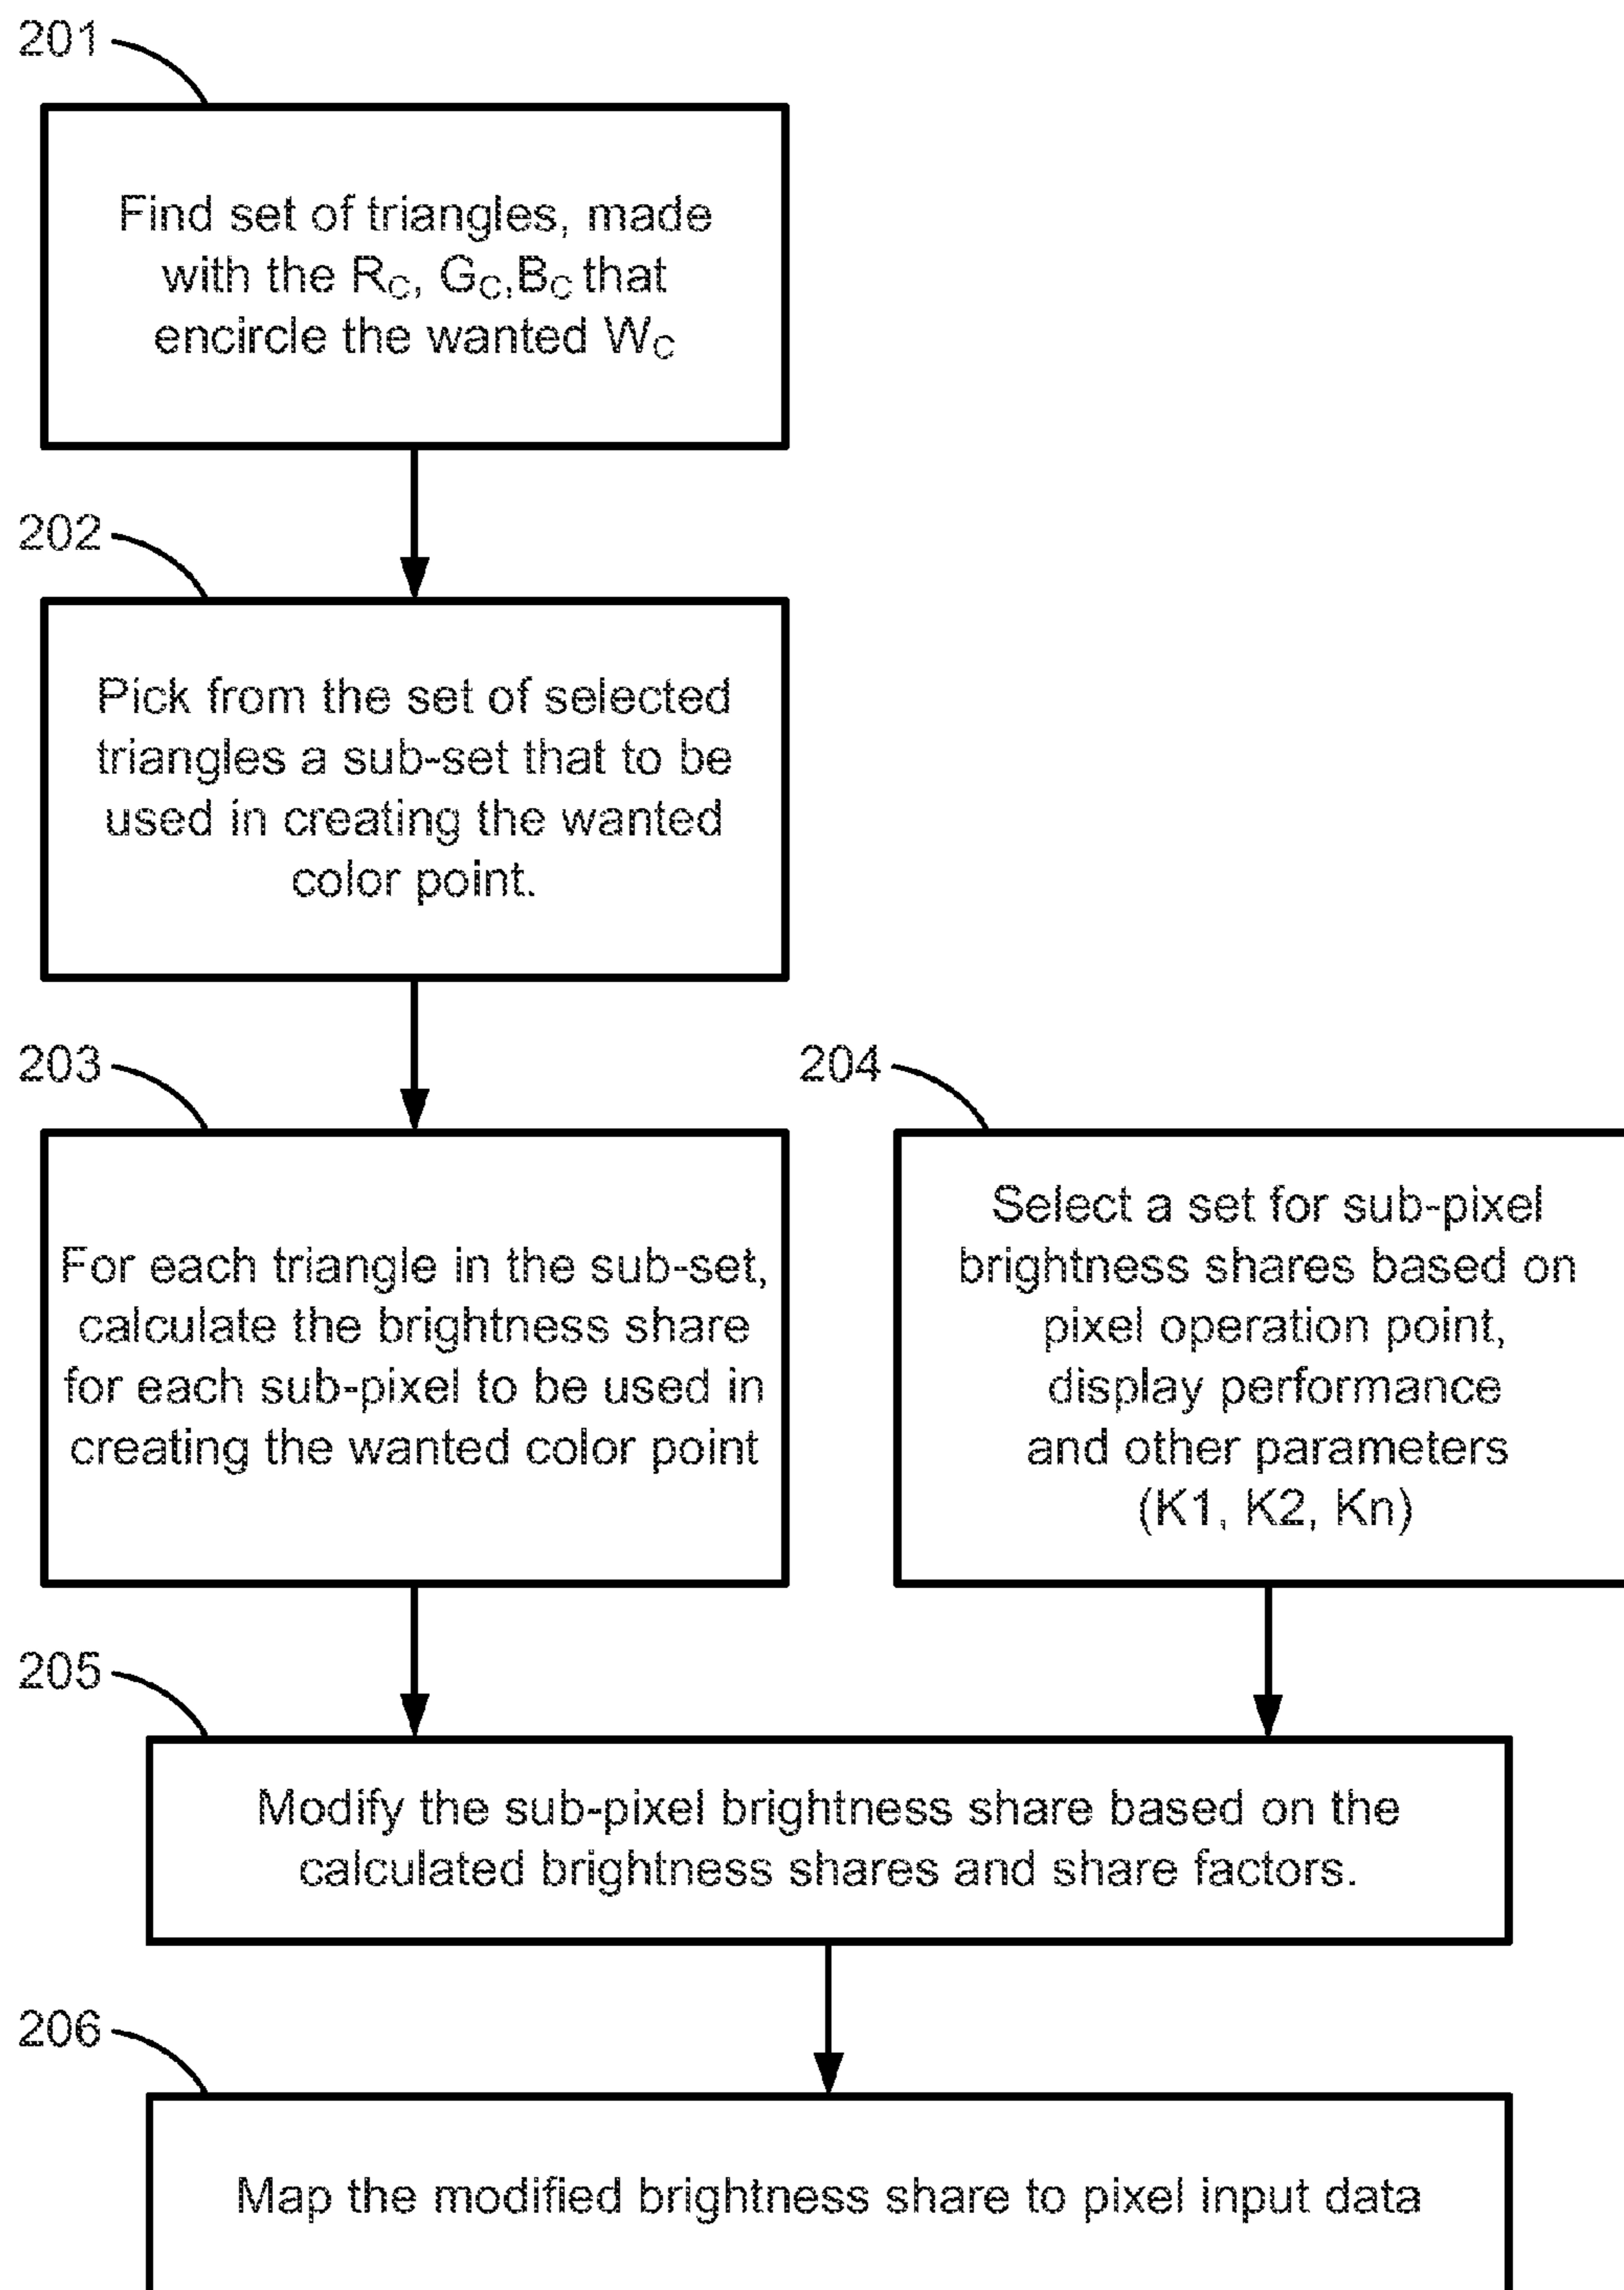 201
Find set of triangles, made
with the RC, GC,BC that
encircle the wanted WC
202
Pick from the set of selected
triangles a sub-set that to be
used in creating the wanted
color point.
203
For each triangle in the sub-set,
calculate the brightness share
for each sub-pixel to be used in
creating the wanted color point
204
Select a set for sub-pixel
brightness shares based on
pixel operation point,
display performance
and other parameters
(K1, K2, Kn)
205
Modify the sub-pixel brightness share based on the
calculated brightness shares and share factors.
206
Map the modified brightness share to pixel input data